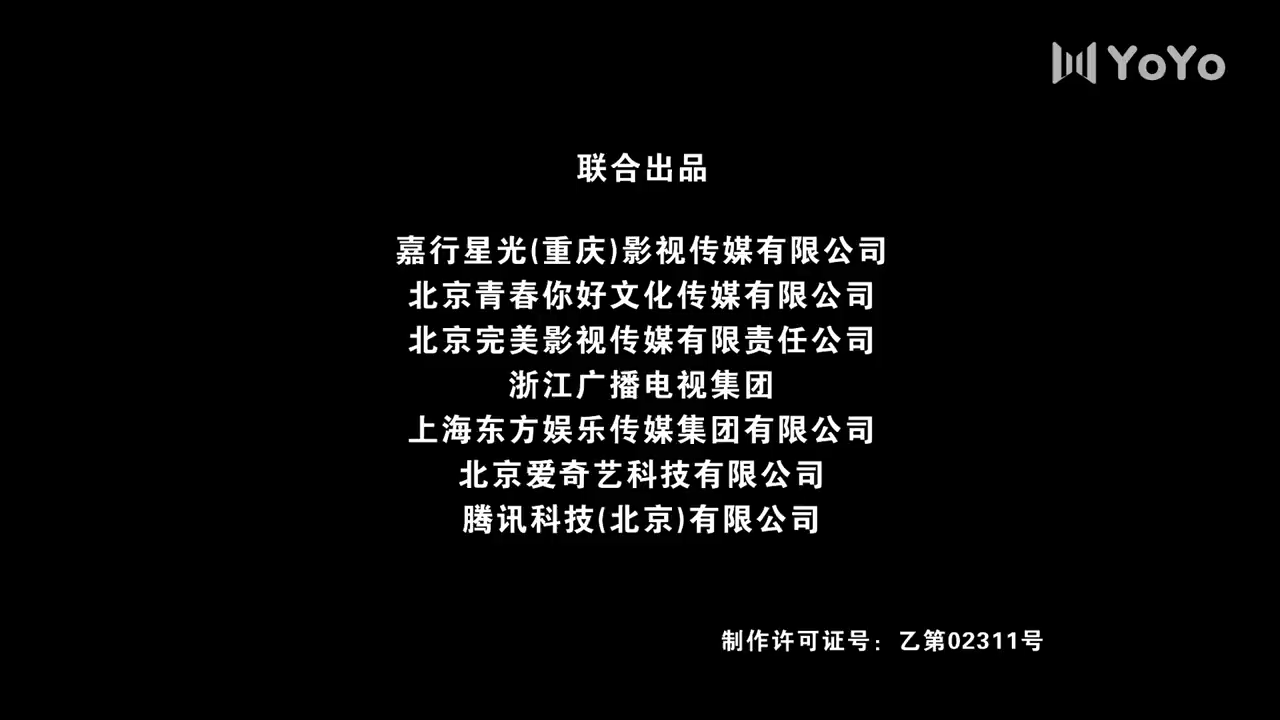 YoYo
联合出品
嘉行星光(重庆)影视传媒有限公司
北京青春你好文化传媒有限公司
北京完美影视传媒有限责任公司
浙江广播电视集团
上海东方娱乐传媒集团有限公司
北京爱奇艺科技有限公司
腾讯科技(北京)有限公司
制作许可证号：乙第02311号